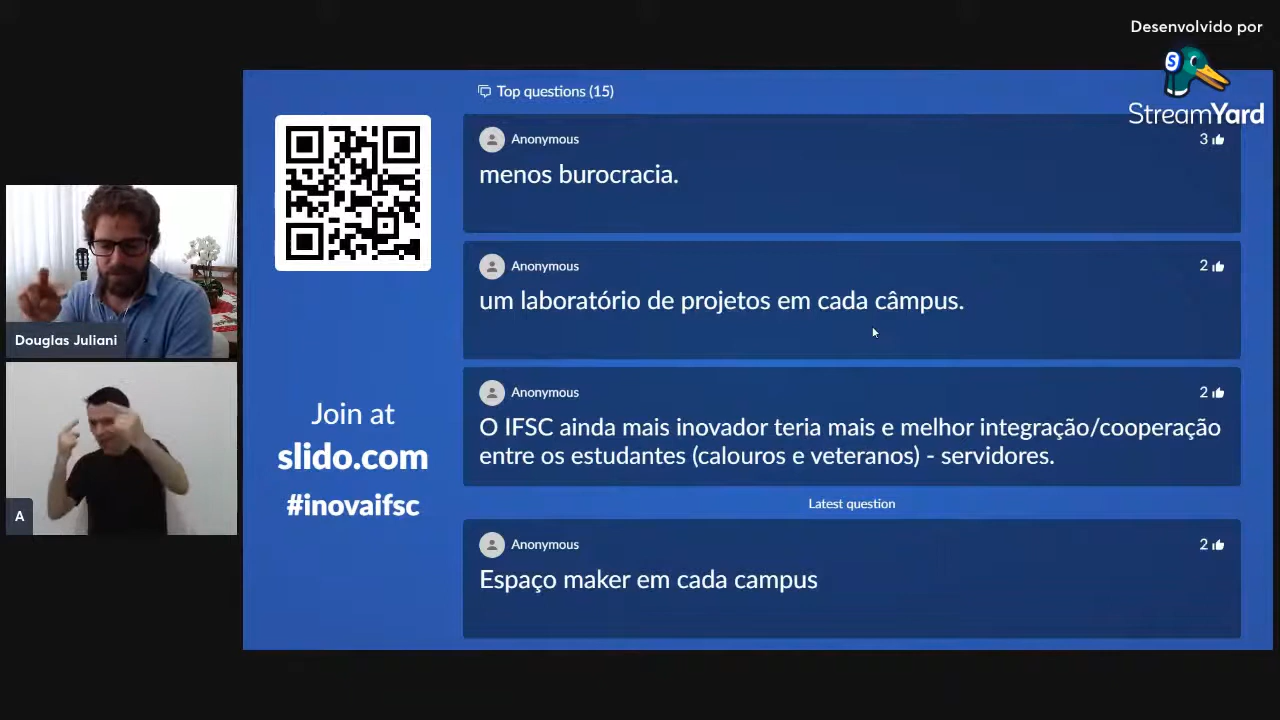 Desenvolvido por
StreamYard
Top questions (15)
Anonymous
3
menos burocracia.
Anonymous
2
um laboratório de projetos em cada câmpus.
Anonymous
2
O IFSC ainda mais inovador teria mais e melhor integração/cooperação
entre os estudantes (calouros e veteranos) - servidores.
Latest question
Anonymous
2
Espaço maker em cada campus
Join at
slido.com
#inovaifsc
Douglas Juliani
A